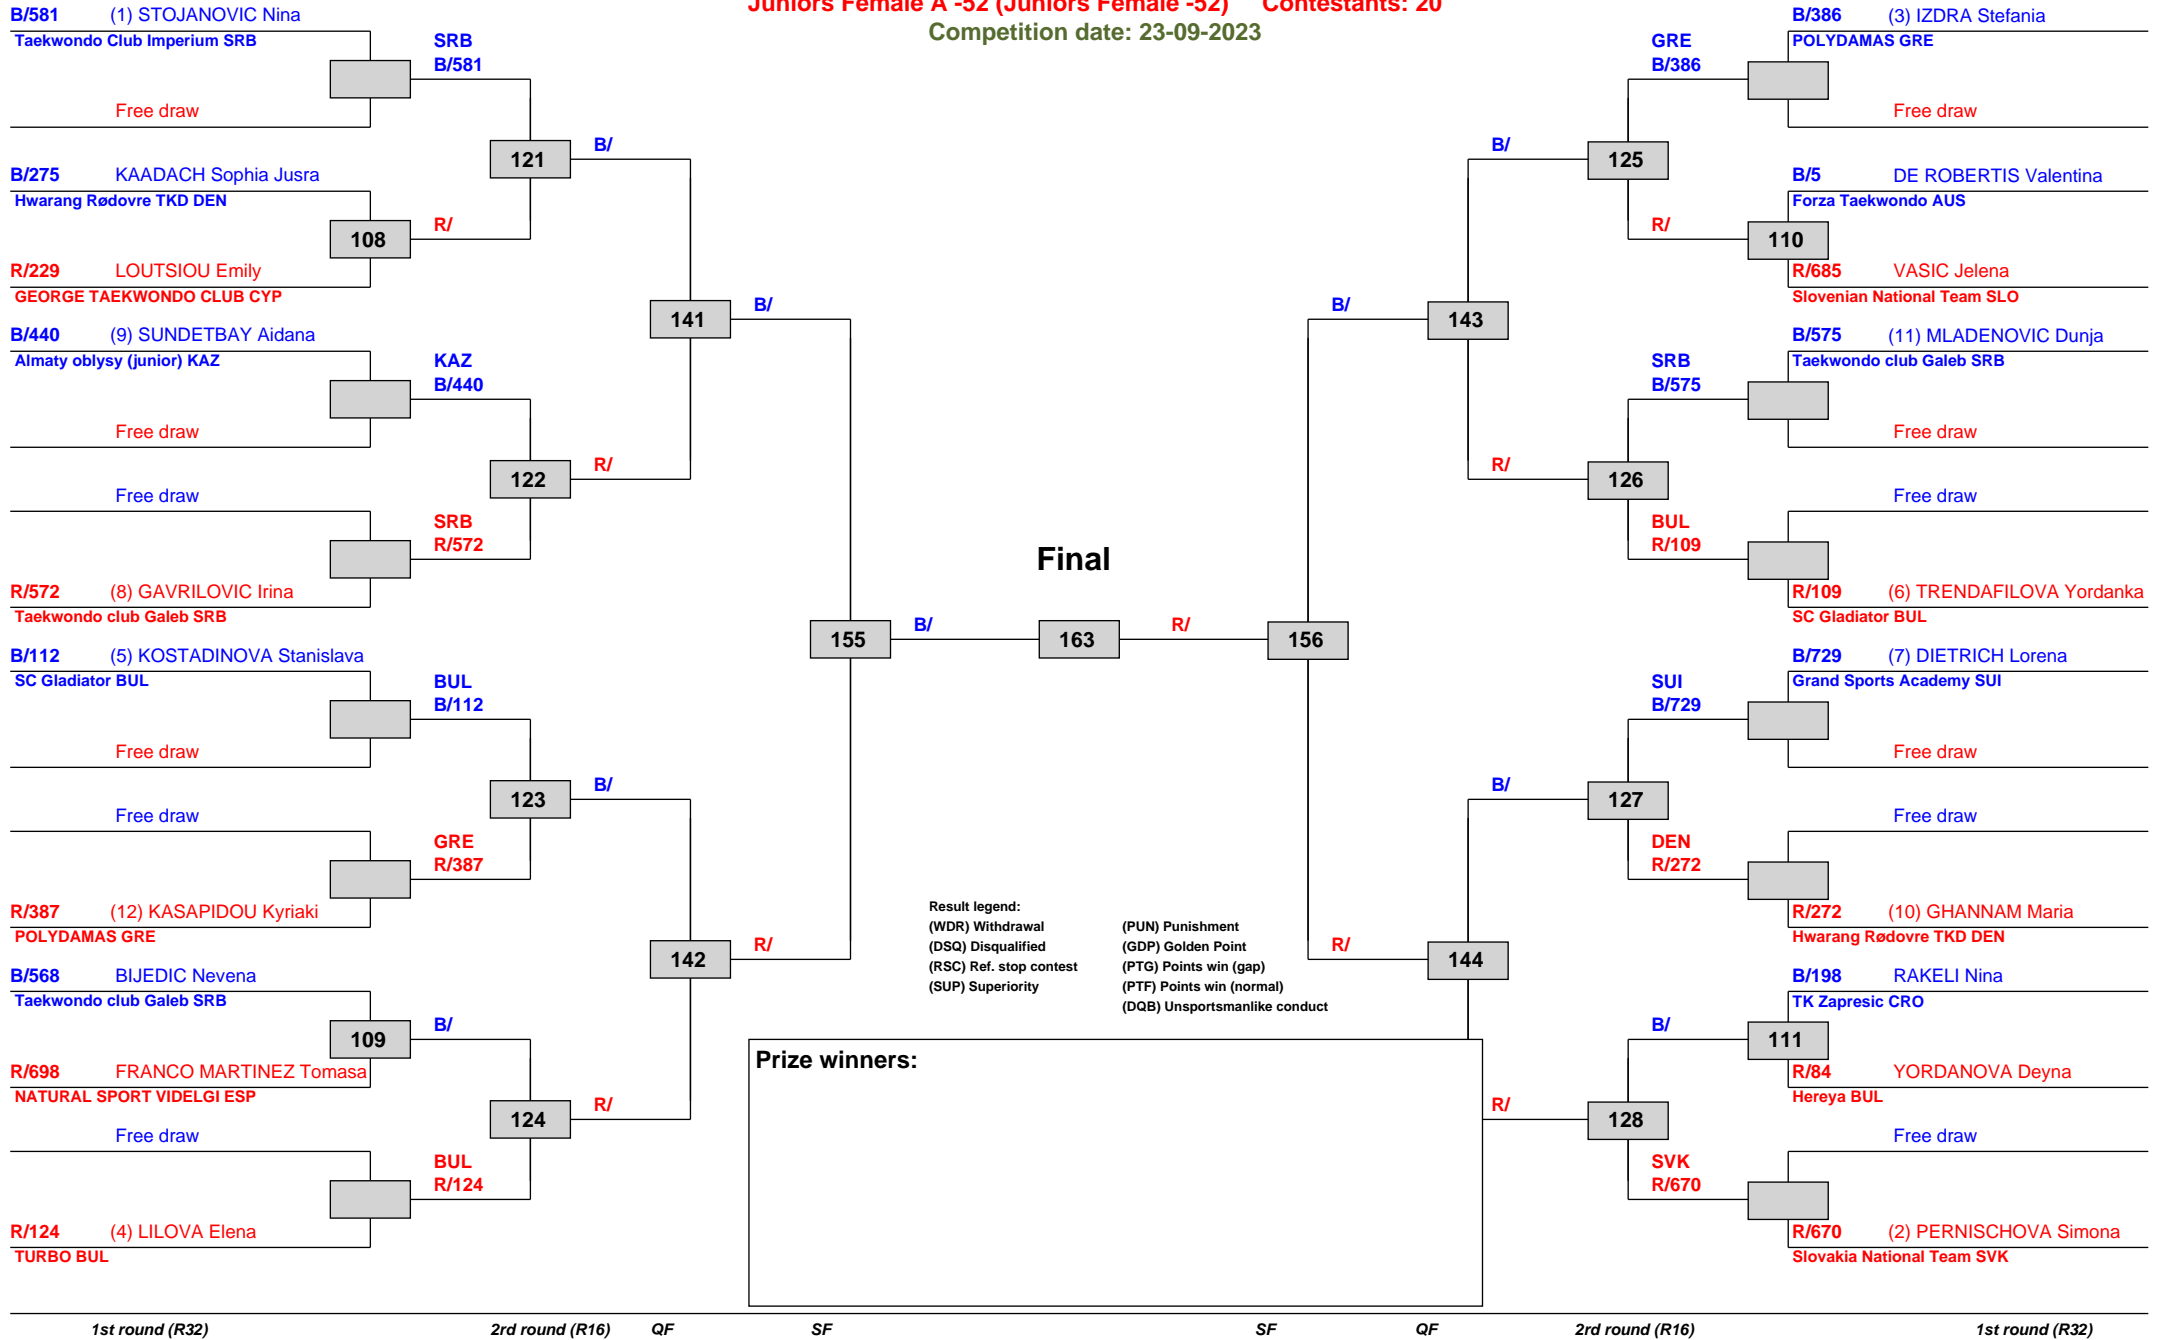 Juniors Female A -52 (Juniors Female -52) Contestants: 20
Competition date: 23-09-2023
B/581 (1) STOJANOVIC Nina
Taekwondo Club Imperium SRB
SRB
B/581
Free draw
121
B/
B/275 KAADACH Sophia Jusra
Hwarang Rødovre TKD DEN
108
R/
R/229 LOUTSIOU Emily
GEORGE TAEKWONDO CLUB CYP
141
B/
B/440 (9) SUNDETBAY Aidana
Almaty oblysy (junior) KAZ
KAZ
B/440
Free draw
122
R/
Free draw
SRB
R/572
R/572 (8) GAVRILOVIC Irina
Taekwondo club Galeb SRB
155
B/
B/112 (5) KOSTADINOVA Stanislava
SC Gladiator BUL
BUL
B/112
Free draw
123
B/
Free draw
GRE
R/387
R/387 (12) KASAPIDOU Kyriaki
POLYDAMAS GRE
142
R/
B/568 BIJEDIC Nevena
Taekwondo club Galeb SRB
109
B/
R/698 FRANCO MARTINEZ Tomasa
NATURAL SPORT VIDELGI ESP
124
R/
Free draw
BUL
R/124
R/124 (4) LILOVA Elena
TURBO BUL
Final
163
R/
156
B/386 (3) IZDRA Stefania
POLYDAMAS GRE
GRE
B/386
Free draw
B/
125
B/5 DE ROBERTIS Valentina
Forza Taekwondo AUS
R/
110
R/685 VASIC Jelena
Slovenian National Team SLO
B/
143
B/575 (11) MLADENOVIC Dunja
Taekwondo club Galeb SRB
SRB
B/575
Free draw
R/
126
Free draw
BUL
R/109
R/109 (6) TRENDAFILOVA Yordanka
SC Gladiator BUL
B/729 (7) DIETRICH Lorena
Grand Sports Academy SUI
SUI
B/729
Free draw
B/
127
Free draw
DEN
R/272
R/272 (10) GHANNAM Maria
Hwarang Rødovre TKD DEN
R/
144
B/198 RAKELI Nina
TK Zapresic CRO
B/
111
R/84 YORDANOVA Deyna
Hereya BUL
R/
128
Free draw
SVK
R/670
R/670 (2) PERNISCHOVA Simona
Slovakia National Team SVK
Result legend:
(WDR) Withdrawal (PUN) Punishment
(DSQ) Disqualified (GDP) Golden Point
(RSC) Ref. stop contest (PTG) Points win (gap)
(SUP) Superiority (PTF) Points win (normal)
(DQB) Unsportsmanlike conduct
Prize winners:
1st round (R32) 2rd round (R16) QF SF SF QF 2rd round (R16) 1st round (R32)